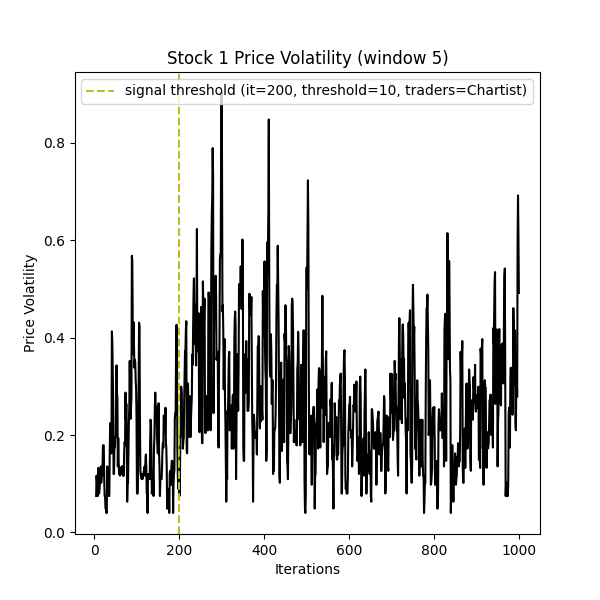 Stock 1 Price Volatility (window 5)
signal threshold (it=200, threshold=10, traders=Chartist)
Price Volatility
0.8
0.6
0.4
0.2
0.0
0 200 400 600 800 1000
Iterations